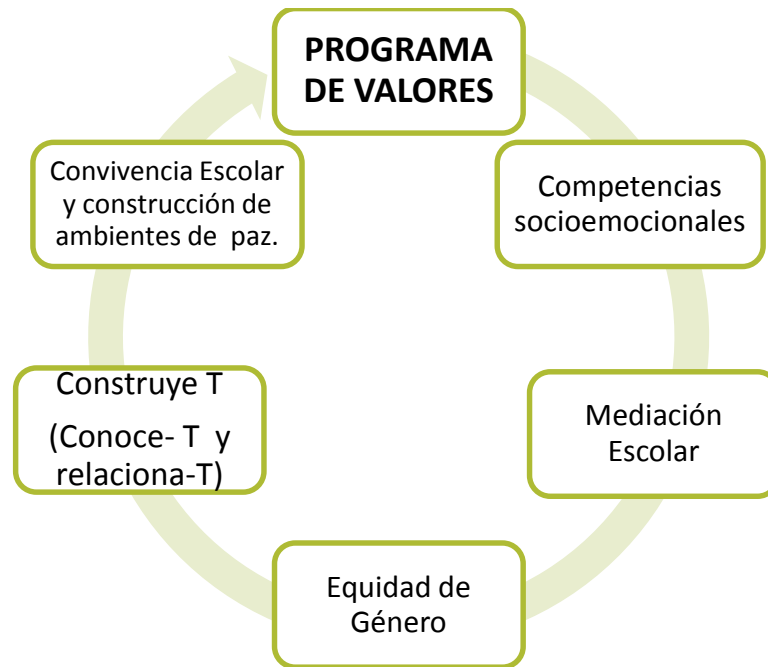 PROGRAMA
DE VALORES
Competencias
socioemocionales
Mediación
Escolar
Equidad de
Género
Construye T
(Conoce- T y
relaciona-T)
Convivencia Escolar
y construcción de
ambientes de paz.